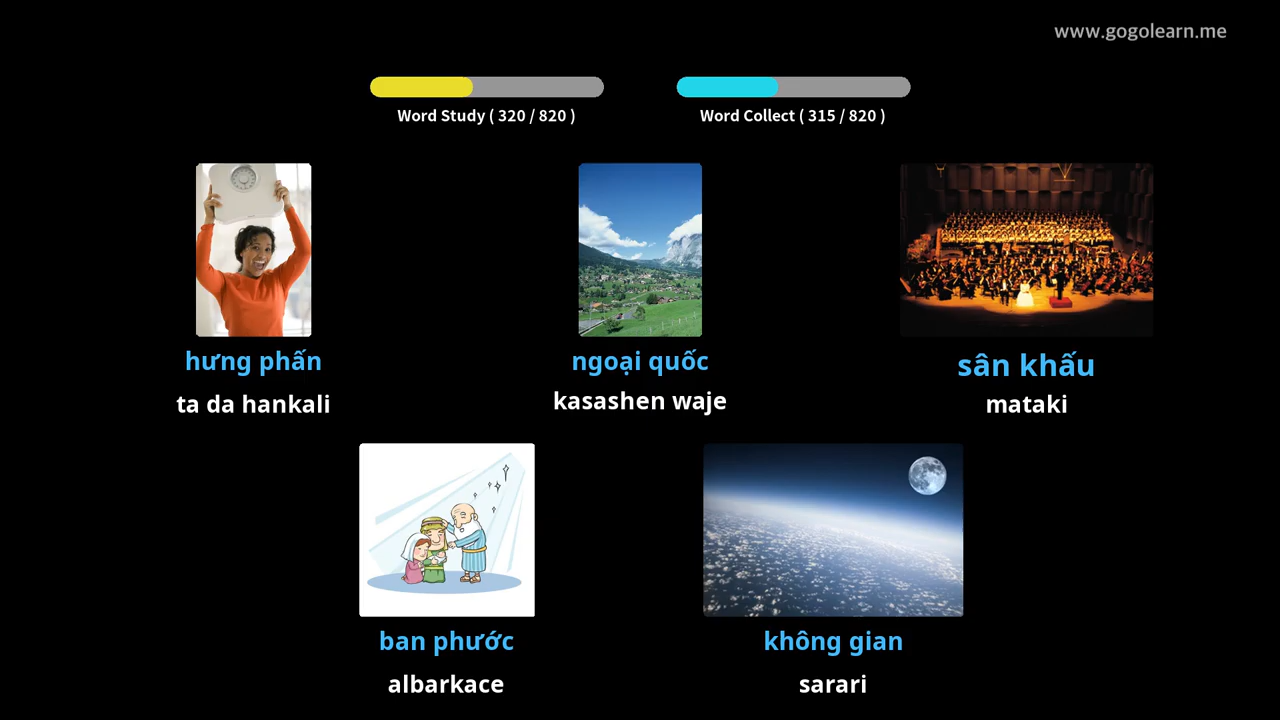 www.gogolearn.me
Word Study ( 320 / 820 )
Word Collect ( 315 / 820 )
hưng phấn
ta da hankali
ngoại quốc
kasashen waje
sân khấu
mataki
ban phước
albarkace
không gian
sarari